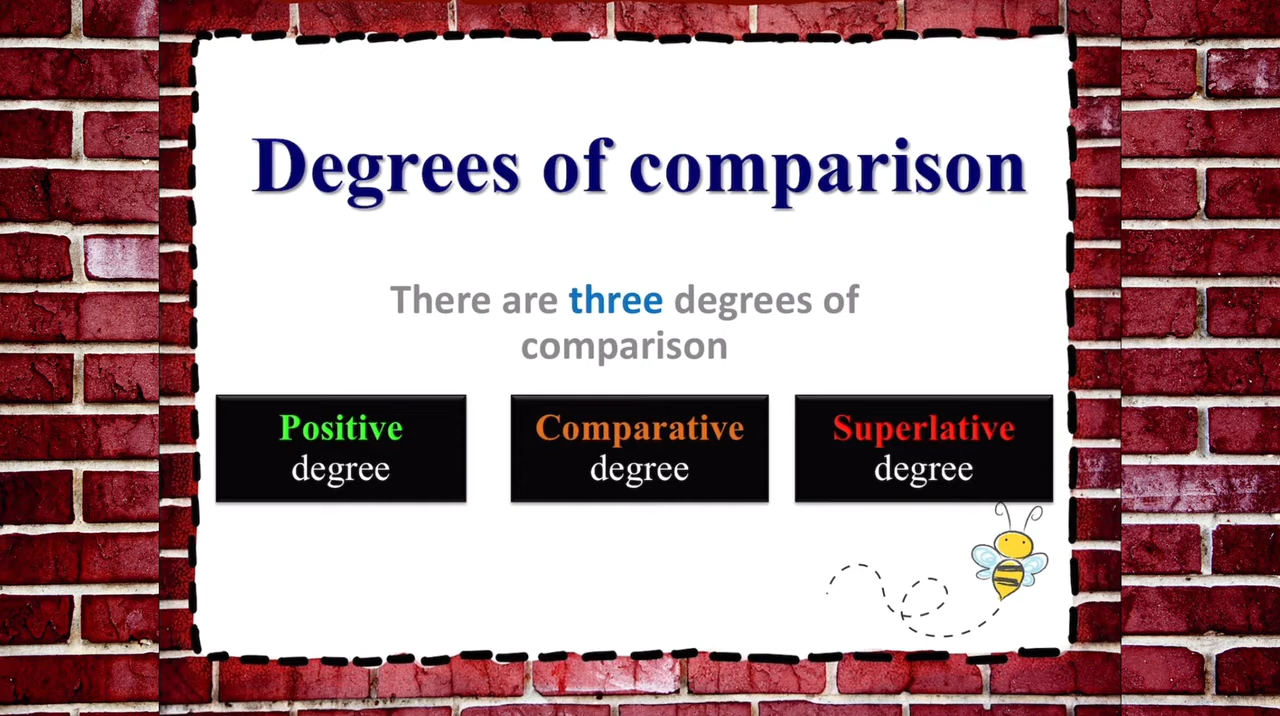 Degrees of comparison
There are three degrees of
comparison
Positive
degree
Comparative
degree
Superlative
degree